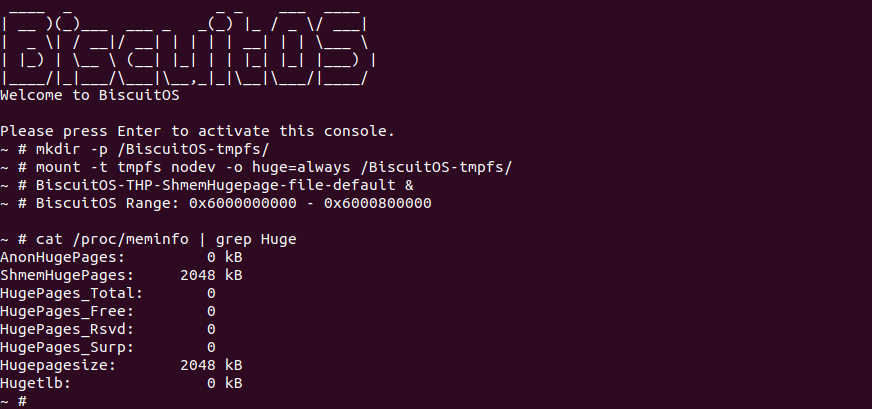 BiscuitOS
Welcome to BiscuitOS
Please press Enter to activate this console.
~ # mkdir -p /BiscuitOS-tmpfs/
~ # mount -t tmpfs nodev -o huge=always /BiscuitOS-tmpfs/
~ # BiscuitOS-THP-ShmemHugepage-file-default &
~ # BiscuitOS Range: 0x6000000000 - 0x6000800000
~ # cat /proc/meminfo | grep Huge
AnonHugePages:         0 kB
ShmemHugePages:     2048 kB
HugePages_Total:       0
HugePages_Free:        0
HugePages_Rsvd:        0
HugePages_Surp:        0
Hugepagesize:       2048 kB
Hugetlb:               0 kB
~ #